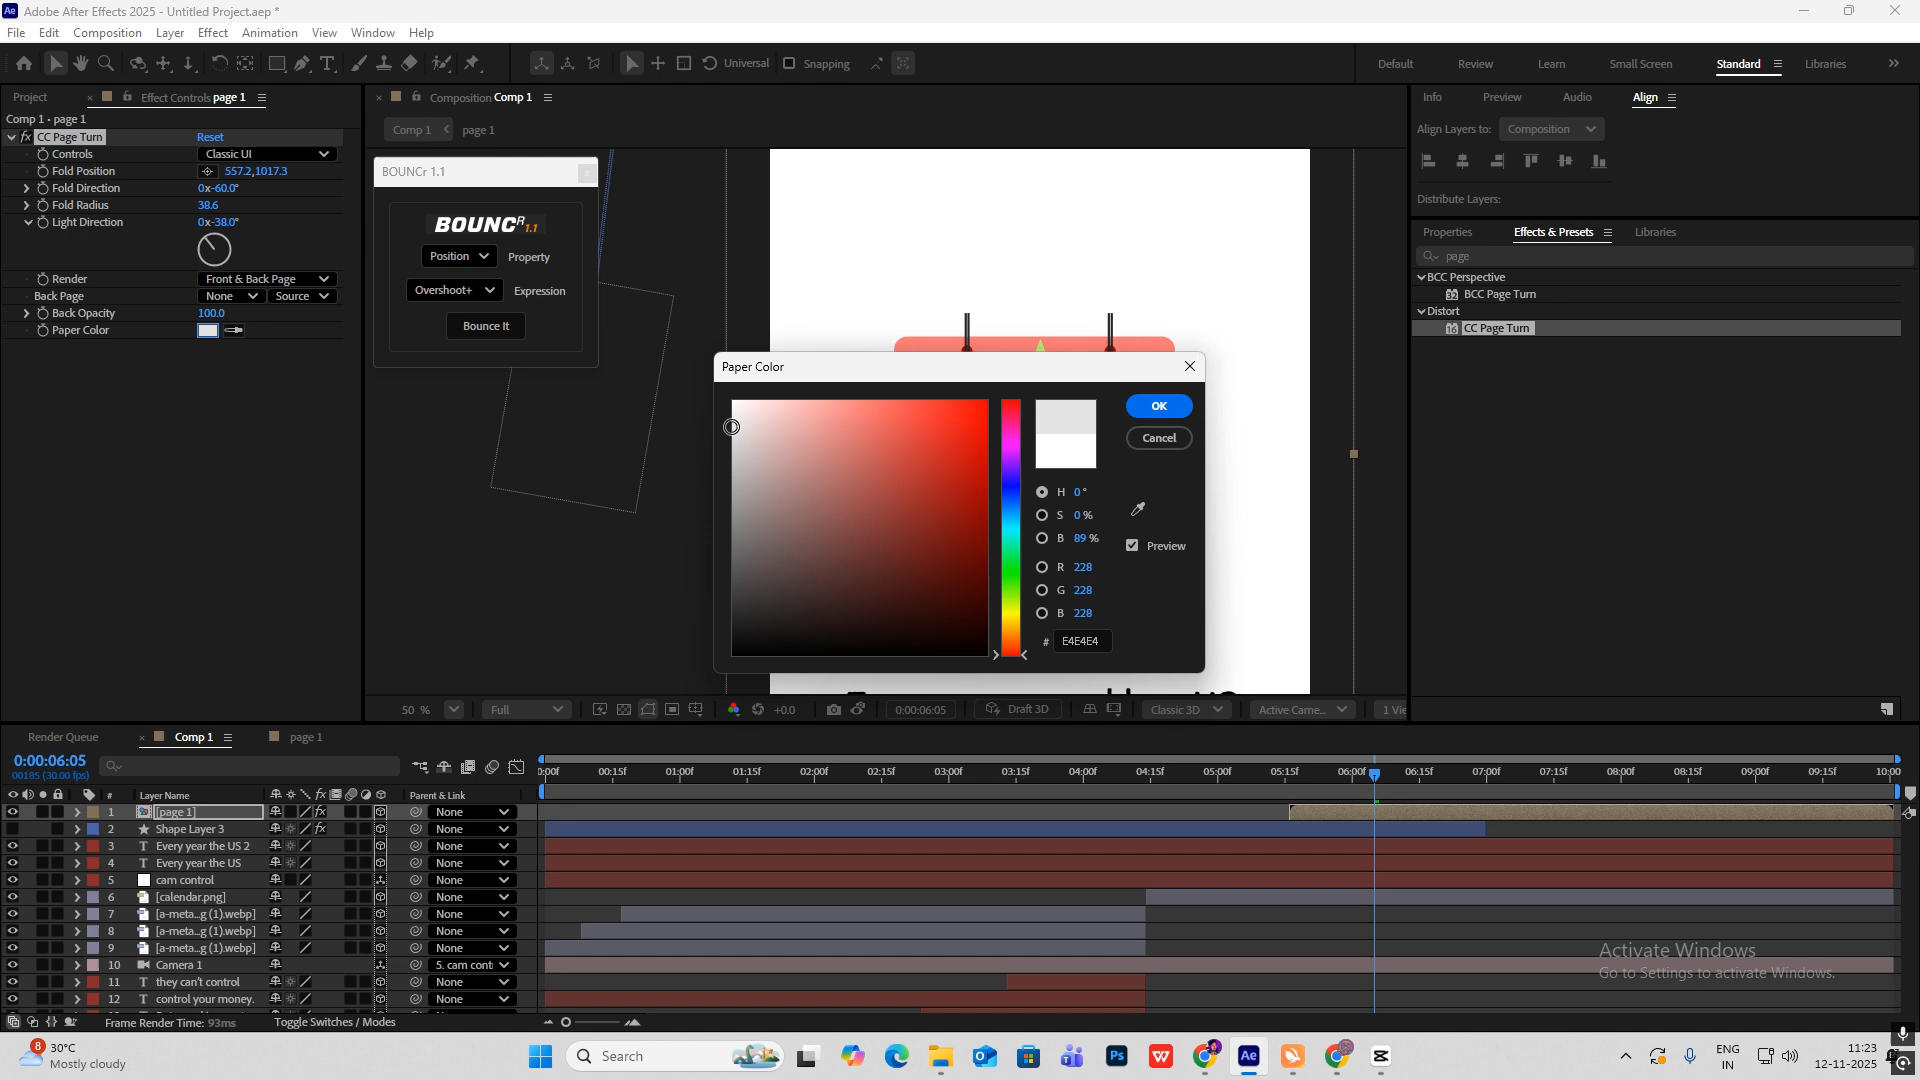 Adobe After Effects 2025 - Untitled Project.aep *
File Edit Composition Layer Effect Animation View Window Help
Universal Snapping Default Review Learn Small Screen Standard Libraries
Project Effect Controls page 1
Comp 1 • page 1
fx CC Page Turn Reset
Controls Classic UI
Fold Position 557.2,1017.3
Fold Direction 0x-60.0°
Fold Radius 38.6
Light Direction 0x-38.0°
Render Front & Back Page
Back Page None Source
Back Opacity 100.0
Paper Color
Composition Comp 1
Comp 1 page 1
BOUNCr 1.1
BOUNCR 1.1
Position Property
Overshoot+ Expression
Bounce It
Paper Color
OK
Cancel
H 0°
S 0 %
B 89 %
Preview
R 228
G 228
B 228
# E4E4E4
50 % Full +0.0 0:00:06:05 Draft 3D Classic 3D Active Came... 1 Vie
Info Preview Audio Align
Align Layers to: Composition
Distribute Layers:
Properties Effects & Presets Libraries
page
BCC Perspective
32 BCC Page Turn
Distort
16 CC Page Turn
Render Queue Comp 1 page 1
0:00:06:05
00185 (30.00 fps)
0:00f 00:15f 01:00f 01:15f 02:00f 02:15f 03:00f 03:15f 04:00f 04:15f 05:00f 05:15f 06:00f 06:15f 07:00f 07:15f 08:00f 08:15f 09:00f 09:15f 10:00
# Layer Name fx Parent & Link
1 [page 1] fx None
2 Shape Layer 3 fx None
3 T Every year the US 2 None
4 T Every year the US None
5 cam control None
6 [calendar.png] None
7 [a-meta...g (1).webp] None
8 [a-meta...g (1).webp] None
9 [a-meta...g (1).webp] None
10 Camera 1 5. cam cont
11 T they can't control None
12 T control your money. None
Frame Render Time: 93ms Toggle Switches / Modes
Activate Windows
Go to Settings to activate Windows.
8 30°C
Mostly cloudy
Search
Ps Ae
ENG
IN
11:23
12-11-2025